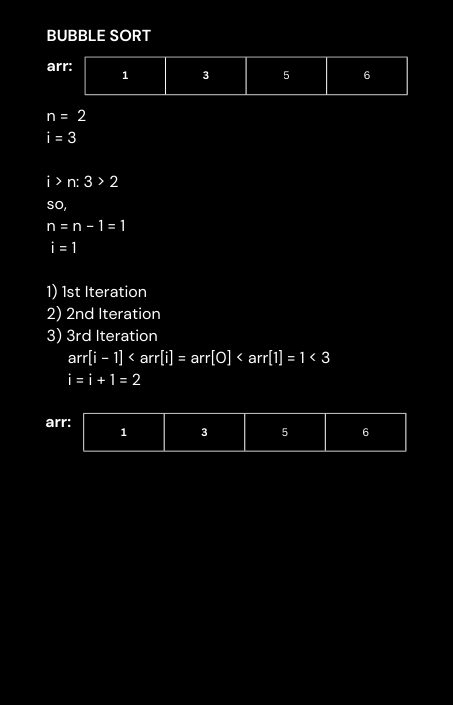 BUBBLE SORT
arr: 1 3 5 6
n = 2
i = 3
i > n: 3 > 2
so,
n = n - 1 = 1
i = 1
1) 1st Iteration
2) 2nd Iteration
3) 3rd Iteration
arr[i - 1] < arr[i] = arr[0] < arr[1] = 1 < 3
i = i + 1 = 2
arr: 1 3 5 6